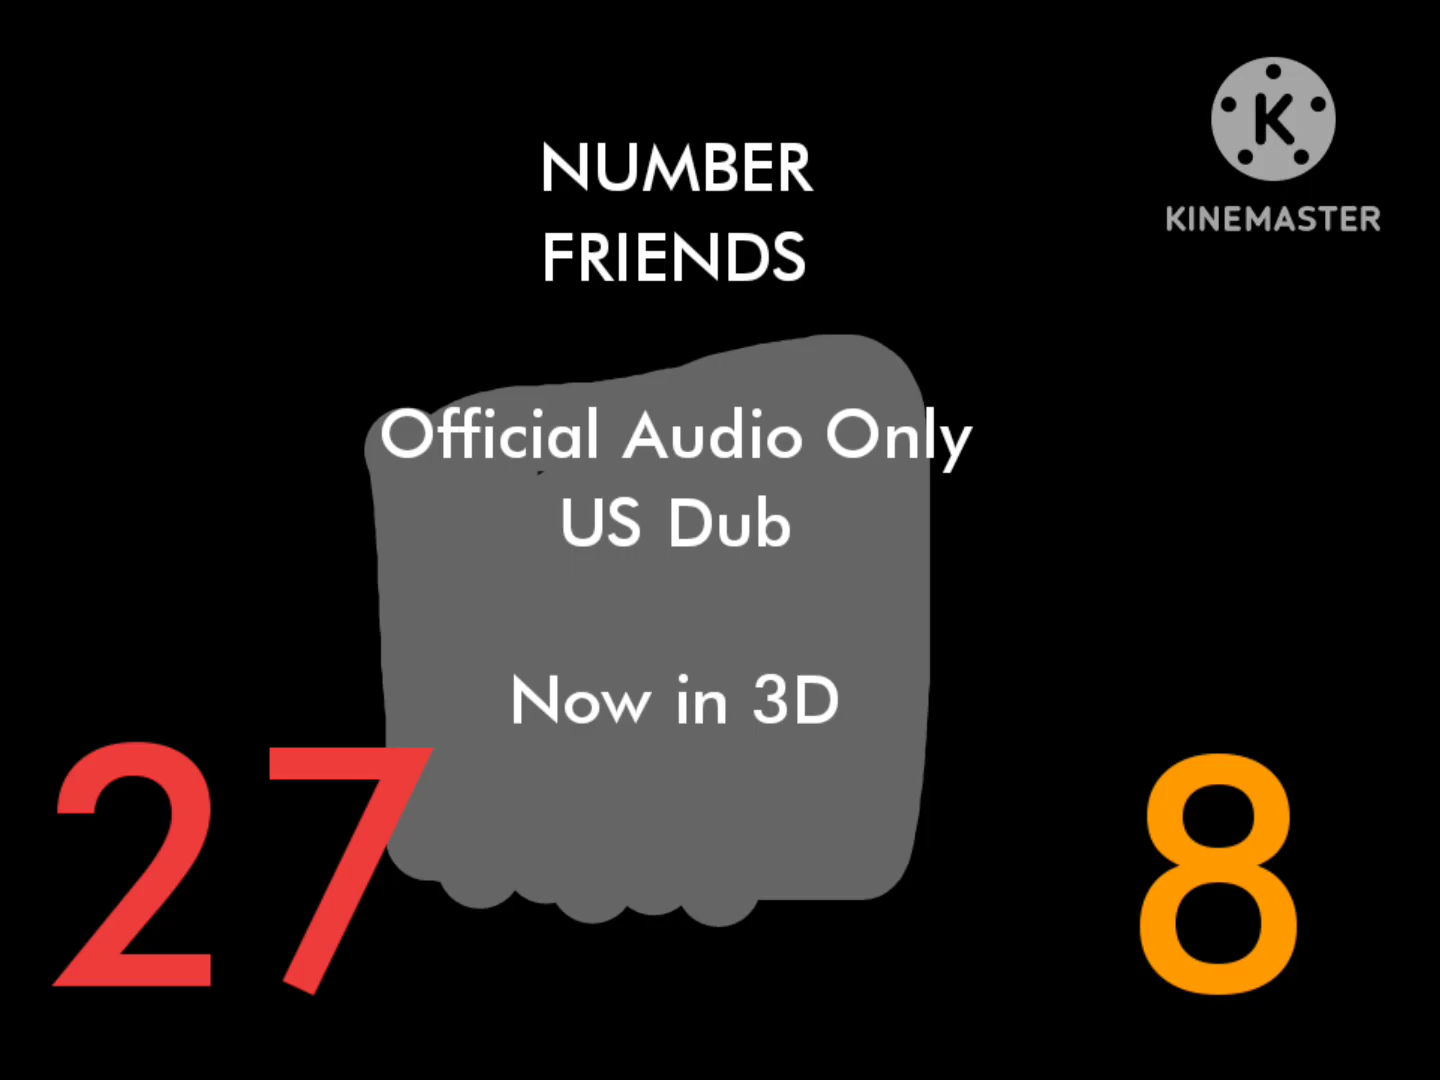 K
KINEMASTER
NUMBER
FRIENDS
Official Audio Only
US Dub
Now in 3D
27
8